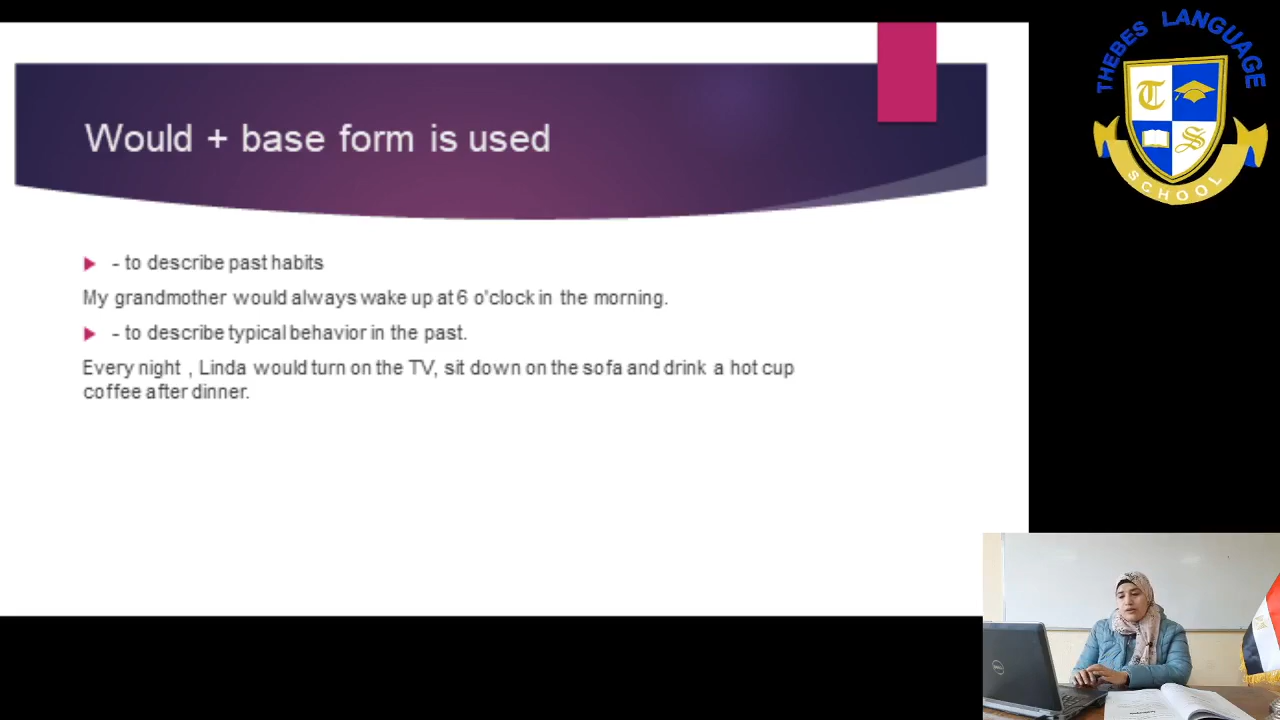 THEBES LANGUAGE
T
S
SCHOOL
Would + base form is used
- to describe past habits
My grandmother would always wake up at 6 o'clock in the morning.
- to describe typical behavior in the past.
Every night , Linda would turn on the TV, sit down on the sofa and drink a hot cup
coffee after dinner.